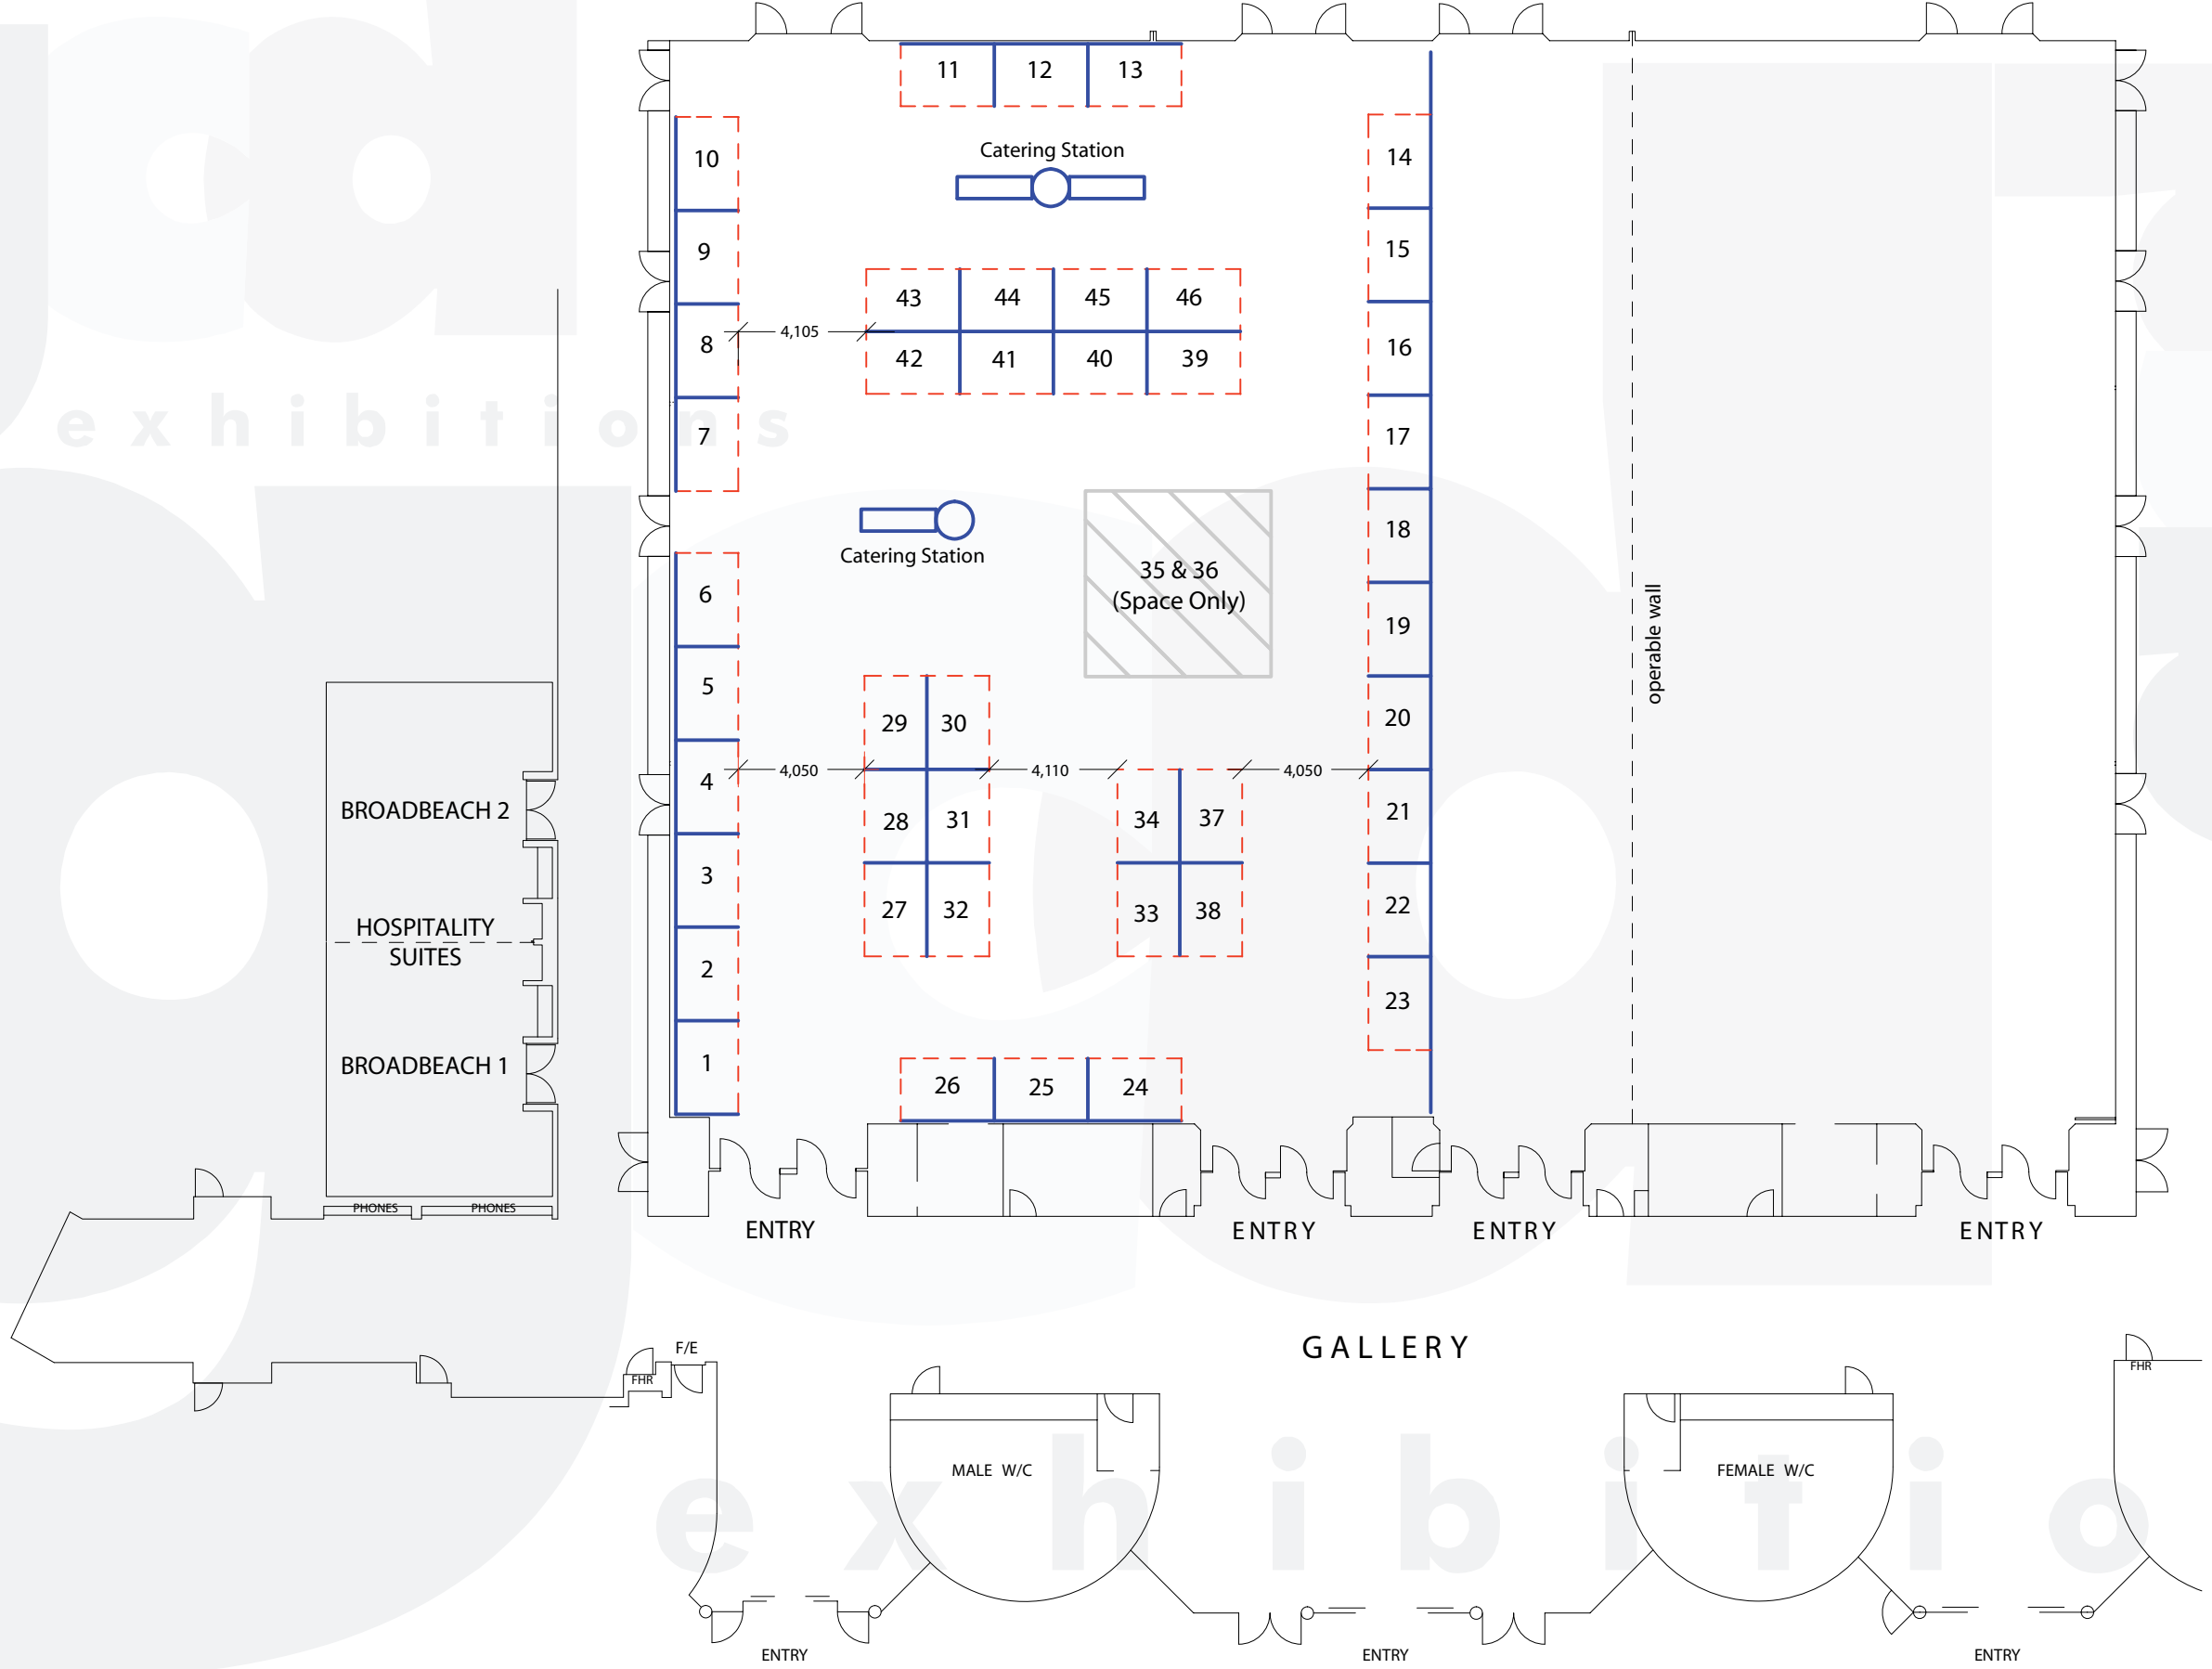 11 12 13
Catering Station
10
14
9
15
43 44 45 46
8
4,105
16
42 41 40 39
exhibitions
7
17
18
Catering Station
35 & 36
(Space Only)
6
19
operable wall
5
29 30
20
4
4,050
4,110
4,050
BROADBEACH 2
28 31
34 37
21
3
27 32
33 38
22
HOSPITALITY
SUITES
2
23
BROADBEACH 1
1
26 25 24
PHONES PHONES
ENTRY ENTRY ENTRY ENTRY
GALLERY
F/E
FHR
FHR
MALE W/C
FEMALE W/C
exhibitio
ENTRY ENTRY ENTRY